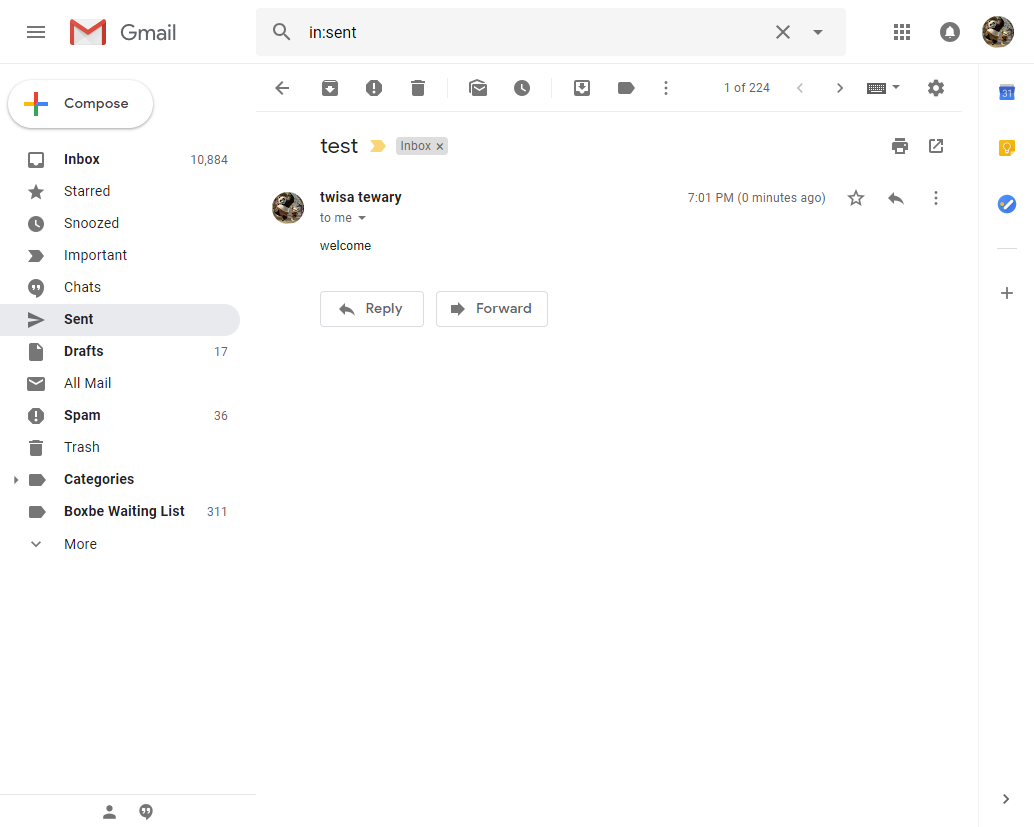 Gmail
in:sent
Compose
1 of 224
31
test
Inbox ×
Inbox 10,884
Starred
Snoozed
Important
Chats
Sent
Drafts 17
All Mail
Spam 36
Trash
Categories
Boxbe Waiting List 311
More
twisa tewary
7:01 PM (0 minutes ago)
to me
welcome
Reply
Forward